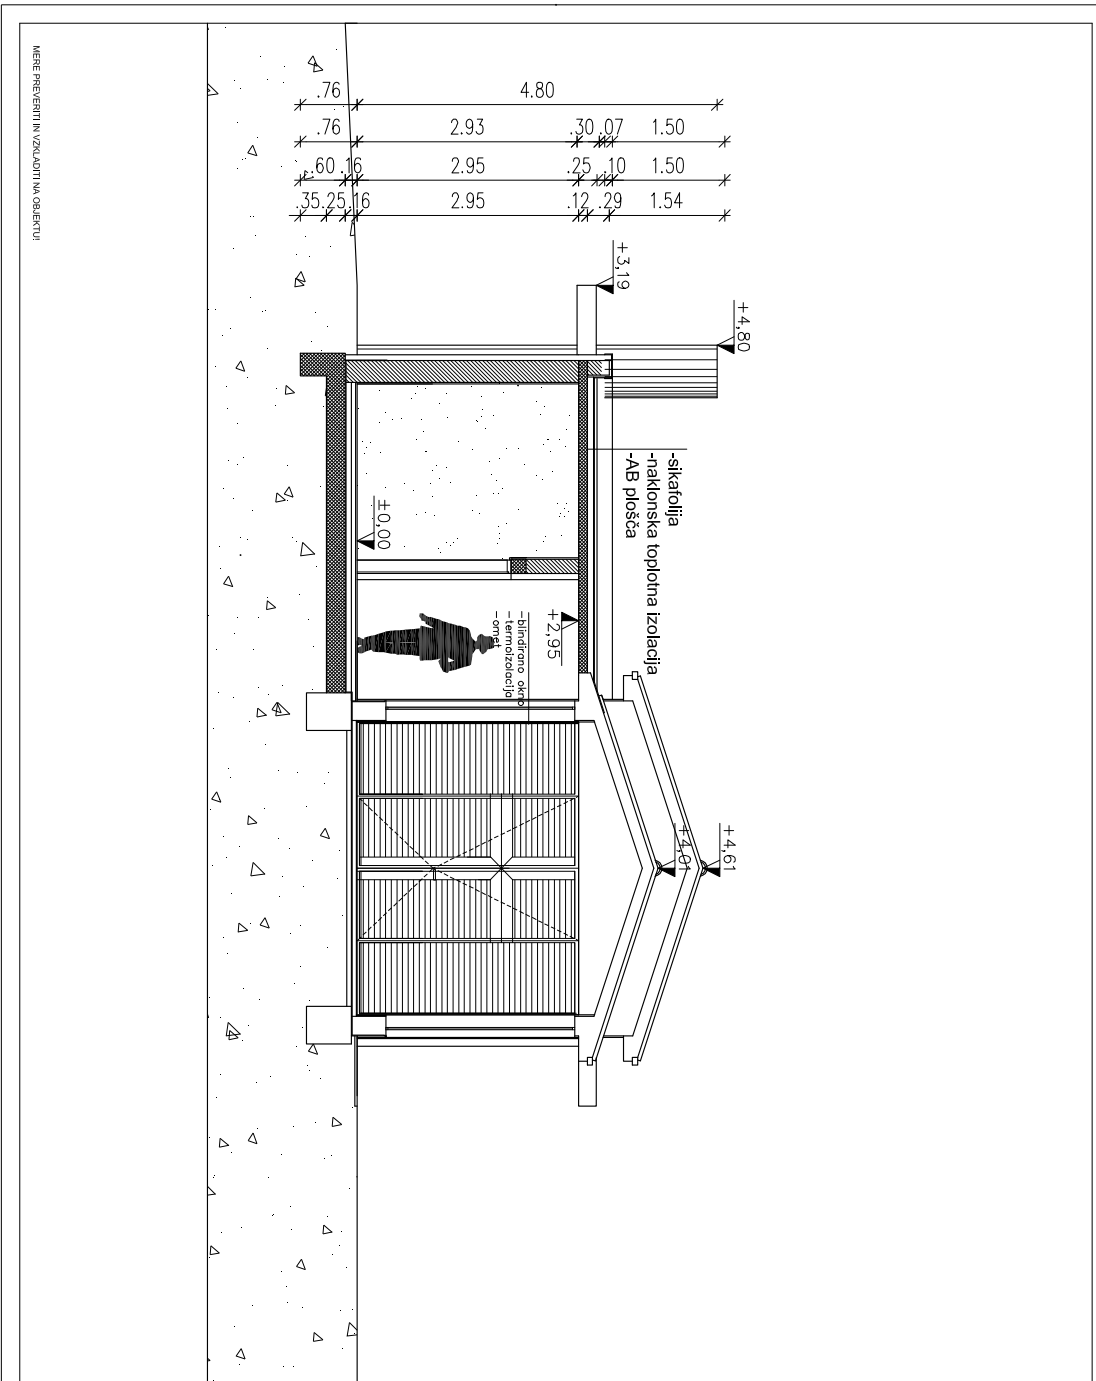 MERE PREVERITI IN VZKLADITI NA OBJEKTU!
.76 4.80
.76 2.93 .30 .07 1.50
.60 .16 2.95 .25 .10 1.50
.35 .25 .16 2.95 .12 .29 1.54
+3,19
+4,80
-sikafolija
-naklonska toplotna izolacija
-AB plošča
±0,00
+2,95
-blindirano okno
-termoizolacija
-omet
+4,61
+4,01